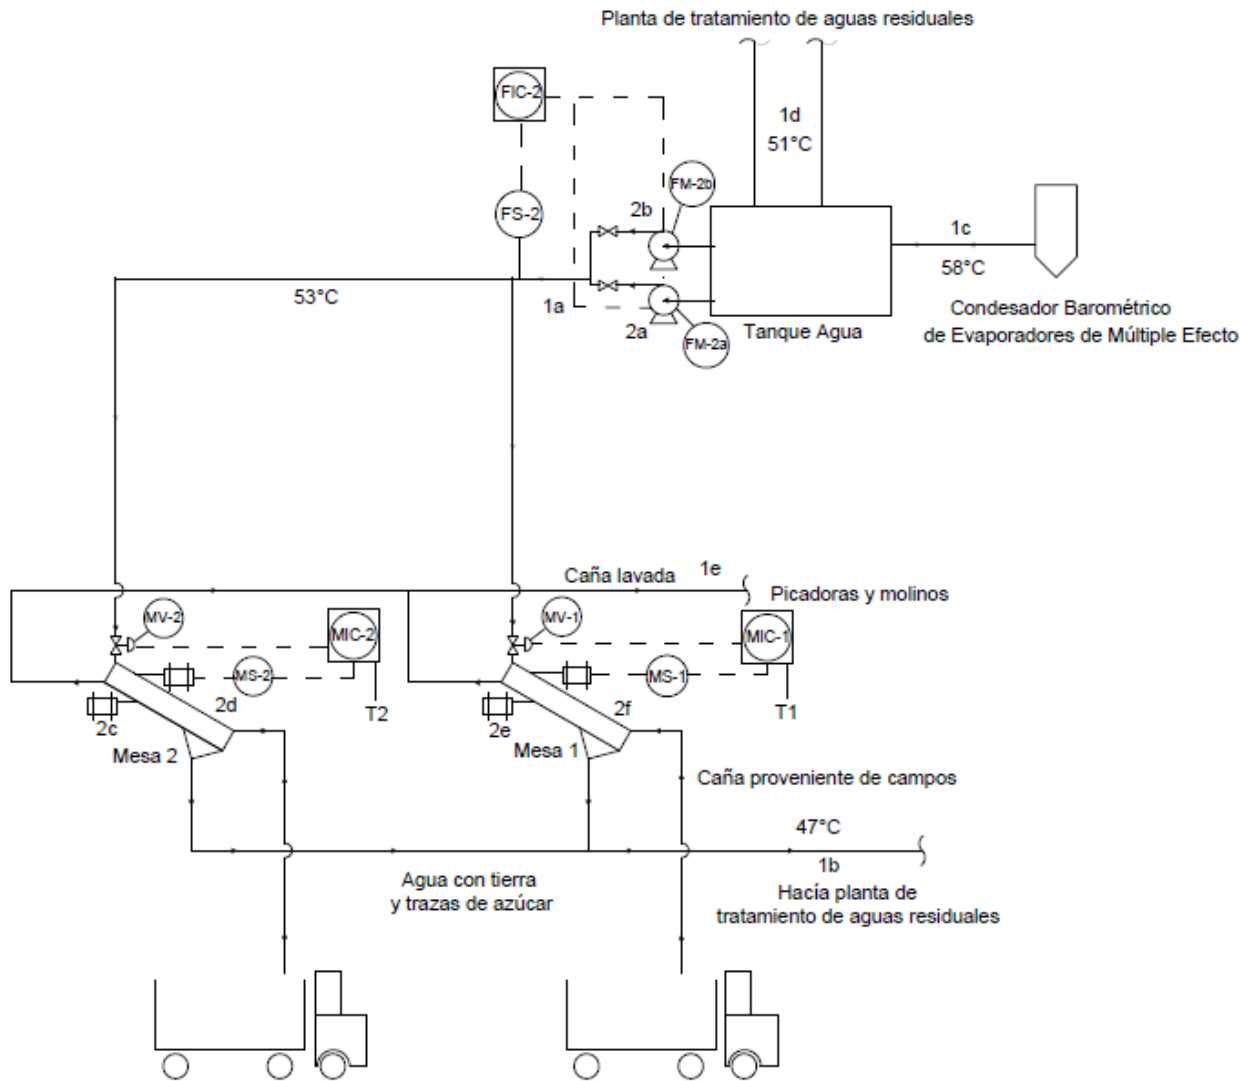 Planta de tratamiento de aguas residuales
FIC-2
1d
51°C
FM-2b
FS-2
2b
1c
58°C
53°C
1a
2a
FM-2a
Tanque Agua
Condesador Barométrico
de Evaporadores de Múltiple Efecto
Caña lavada
1e
Picadoras y molinos
MV-2
MIC-2
MV-1
MIC-1
MS-2
MS-1
2d
T2
2f
T1
2c
2e
Mesa 2
Mesa 1
Caña proveniente de campos
47°C
1b
Agua con tierra
y trazas de azúcar
Hacía planta de
tratamiento de aguas residuales